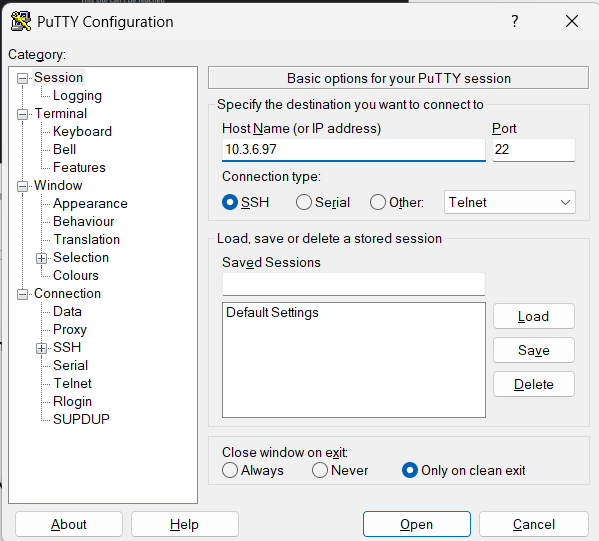 PuTTY Configuration
?
Category:
Session
Logging
Terminal
Keyboard
Bell
Features
Window
Appearance
Behaviour
Translation
Selection
Colours
Connection
Data
Proxy
SSH
Serial
Telnet
Rlogin
SUPDUP
Basic options for your PuTTY session
Specify the destination you want to connect to
Host Name (or IP address) Port
10.3.6.97 22
Connection type:
SSH Serial Other: Telnet
Load, save or delete a stored session
Saved Sessions
Default Settings
Load
Save
Delete
Close window on exit:
Always Never Only on clean exit
About Help Open Cancel